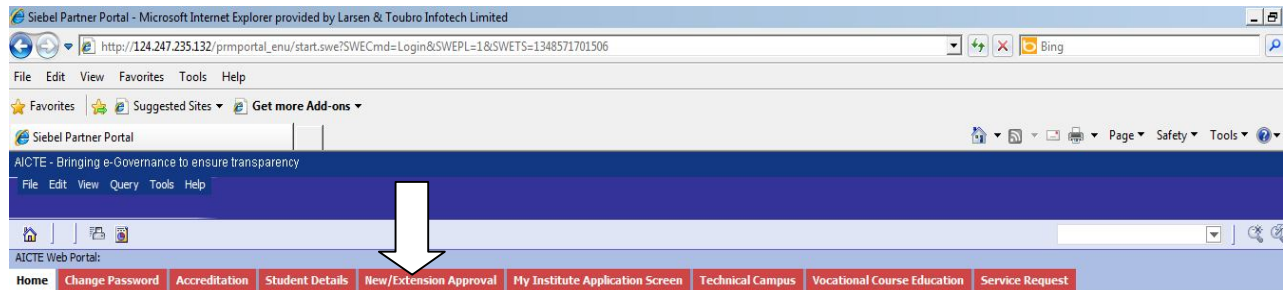 Siebel Partner Portal - Microsoft Internet Explorer provided by Larsen & Toubro Infotech Limited
http://124.247.235.132/prmportal_enu/start.swe?SWECmd=Login&SWEPL=1&SWETS=1348571701506 Bing
File Edit View Favorites Tools Help
Favorites Suggested Sites Get more Add-ons
Siebel Partner Portal Page Safety Tools
AICTE - Bringing e-Governance to ensure transparency
File Edit View Query Tools Help
AICTE Web Portal:
Home Change Password Accreditation Student Details New/Extension Approval My Institute Application Screen Technical Campus Vocational Course Education Service Request